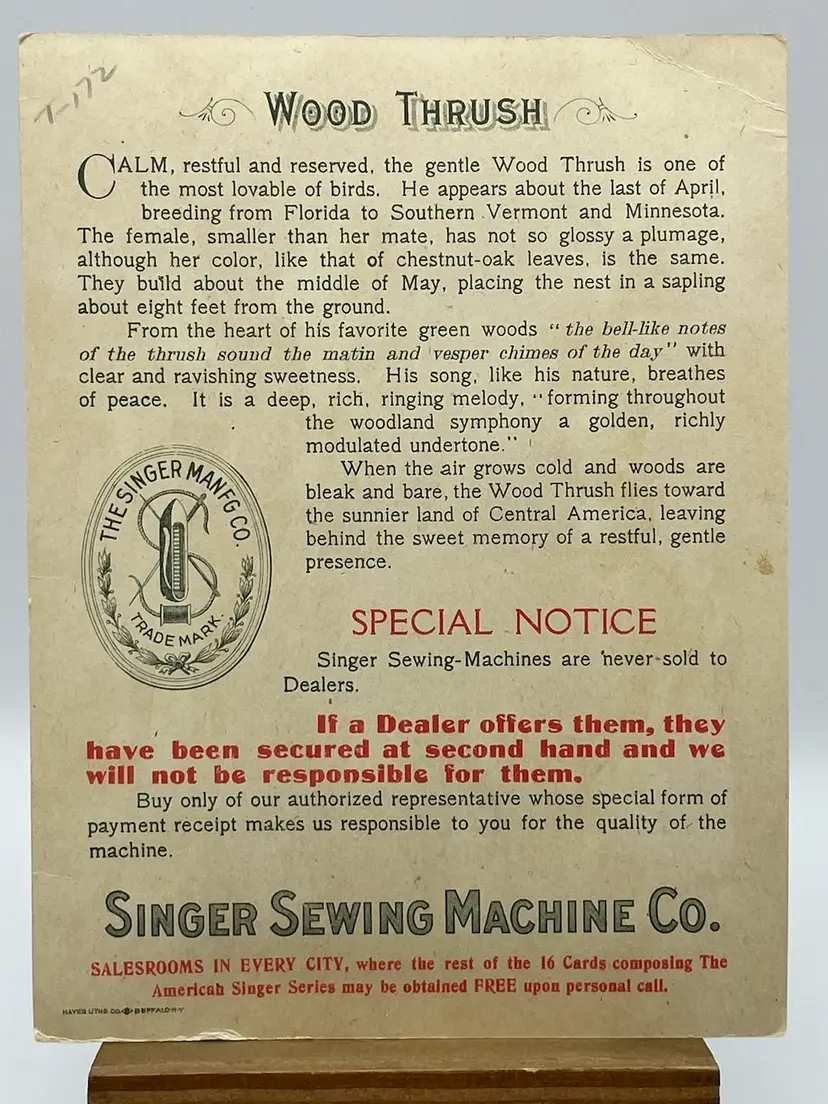 T-172
WOOD THRUSH
CALM, restful and reserved, the gentle Wood Thrush is one of
the most lovable of birds. He appears about the last of April,
breeding from Florida to Southern Vermont and Minnesota.
The female, smaller than her mate, has not so glossy a plumage,
although her color, like that of chestnut-oak leaves, is the same.
They build about the middle of May, placing the nest in a sapling
about eight feet from the ground.
From the heart of his favorite green woods "the bell-like notes
of the thrush sound the matin and vesper chimes of the day" with
clear and ravishing sweetness. His song, like his nature, breathes
of peace. It is a deep, rich, ringing melody, "forming throughout
the woodland symphony a golden, richly
modulated undertone."
When the air grows cold and woods are
bleak and bare, the Wood Thrush flies toward
the sunnier land of Central America, leaving
behind the sweet memory of a restful, gentle
presence.
THE SINGER MANFG CO.
TRADE MARK.
SPECIAL NOTICE
Singer Sewing-Machines are never sold to
Dealers.
If a Dealer offers them, they
have been secured at second hand and we
will not be responsible for them.
Buy only of our authorized representative whose special form of
payment receipt makes us responsible to you for the quality of the
machine.
SINGER SEWING MACHINE CO.
SALESROOMS IN EVERY CITY, where the rest of the 16 Cards composing The
American Singer Series may be obtained FREE upon personal call.
HAYES LITHO. CO. BUFFALO N.Y